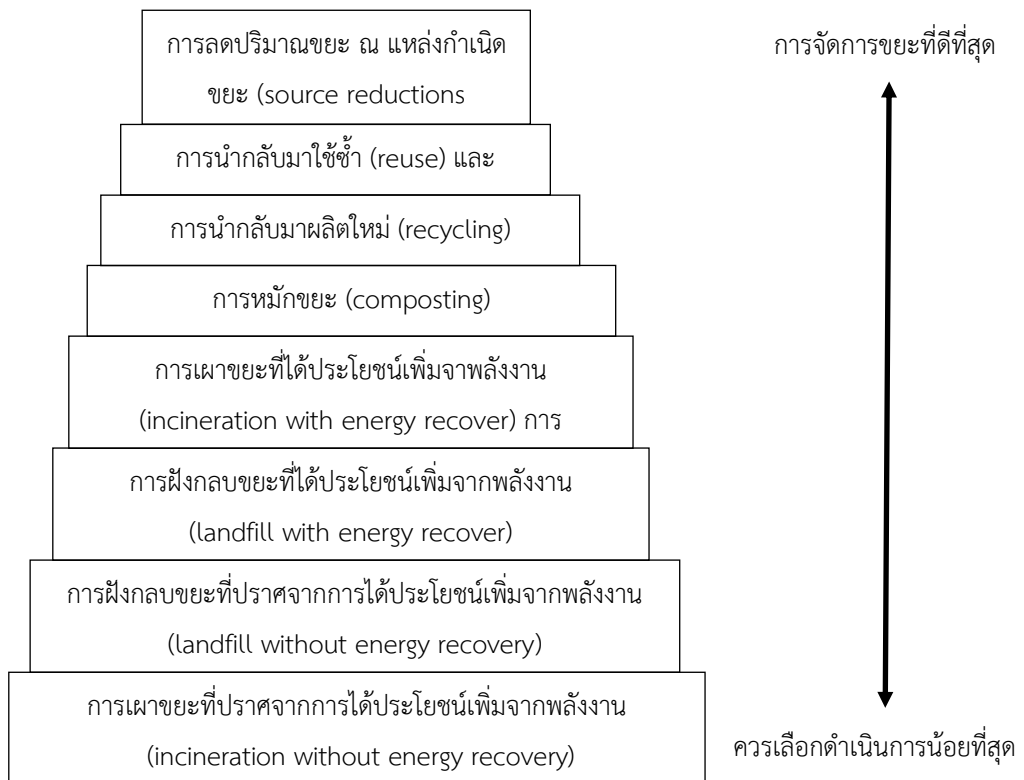 การลดปริมาณขยะ ณ แหล่งกำเนิด
ขยะ (source reductions
การนำกลับมาใช้ซ้ำ (reuse) และ
การนำกลับมาผลิตใหม่ (recycling)
การหมักขยะ (composting)
การเผาขยะที่ได้ประโยชน์เพิ่มจาพลังงาน
(incineration with energy recover) การ
การฝังกลบขยะที่ได้ประโยชน์เพิ่มจากพลังงาน
(landfill with energy recover)
การฝังกลบขยะที่ปราศจากการได้ประโยชน์เพิ่มจากพลังงาน
(landfill without energy recovery)
การเผาขยะที่ปราศจากการได้ประโยชน์เพิ่มจากพลังงาน
(incineration without energy recovery)
การจัดการขยะที่ดีที่สุด
ควรเลือกดำเนินการน้อยที่สุด